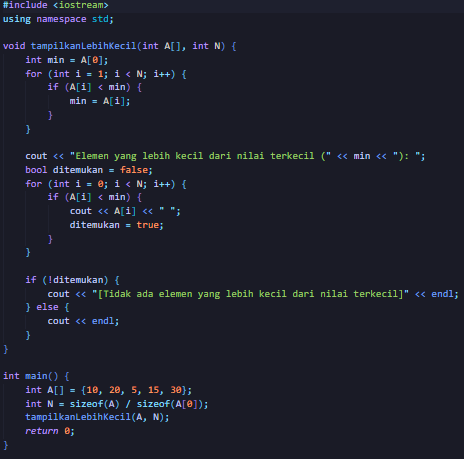 #include <iostream>
using namespace std;

void tampilkanLebihKecil(int A[], int N) {
    int min = A[0];
    for (int i = 1; i < N; i++) {
        if (A[i] < min) {
            min = A[i];
        }
    }

    cout << "Elemen yang lebih kecil dari nilai terkecil (" << min << "): ";
    bool ditemukan = false;
    for (int i = 0; i < N; i++) {
        if (A[i] < min) {
            cout << A[i] << " ";
            ditemukan = true;
        }
    }

    if (!ditemukan) {
        cout << "[Tidak ada elemen yang lebih kecil dari nilai terkecil]" << endl;
    } else {
        cout << endl;
    }
}

int main() {
    int A[] = {10, 20, 5, 15, 30};
    int N = sizeof(A) / sizeof(A[0]);
    tampilkanLebihKecil(A, N);
    return 0;
}